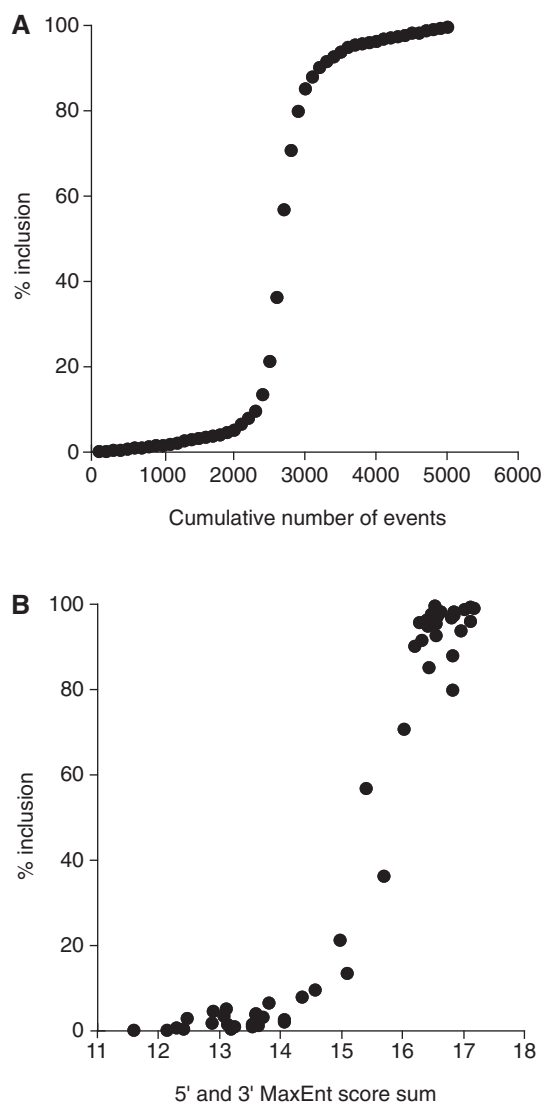 A
100
80
60
40
20
0
% inclusion
0 1000 2000 3000 4000 5000 6000
Cumulative number of events
B
100
80
60
40
20
0
% inclusion
11 12 13 14 15 16 17 18
5' and 3' MaxEnt score sum